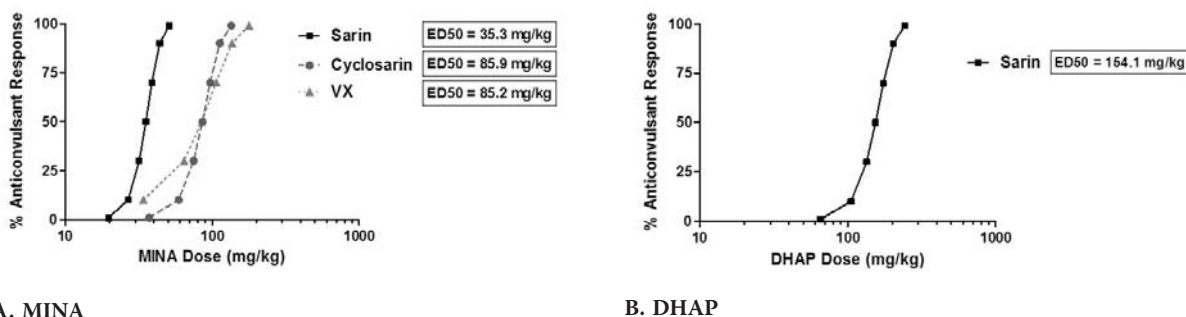 A.
B.
100
75
50
25
0
% Anticonvulsant Response
10
100
1000
MINA Dose (mg/kg)
Sarin
ED50 = 35.3 mg/kg
Cyclosarin
ED50 = 85.9 mg/kg
VX
ED50 = 85.2 mg/kg
100
75
50
25
0
% Anticonvulsant Response
10
100
1000
DHAP Dose (mg/kg)
Sarin
ED50 = 154.1 mg/kg
A. MINA
B. DHAP